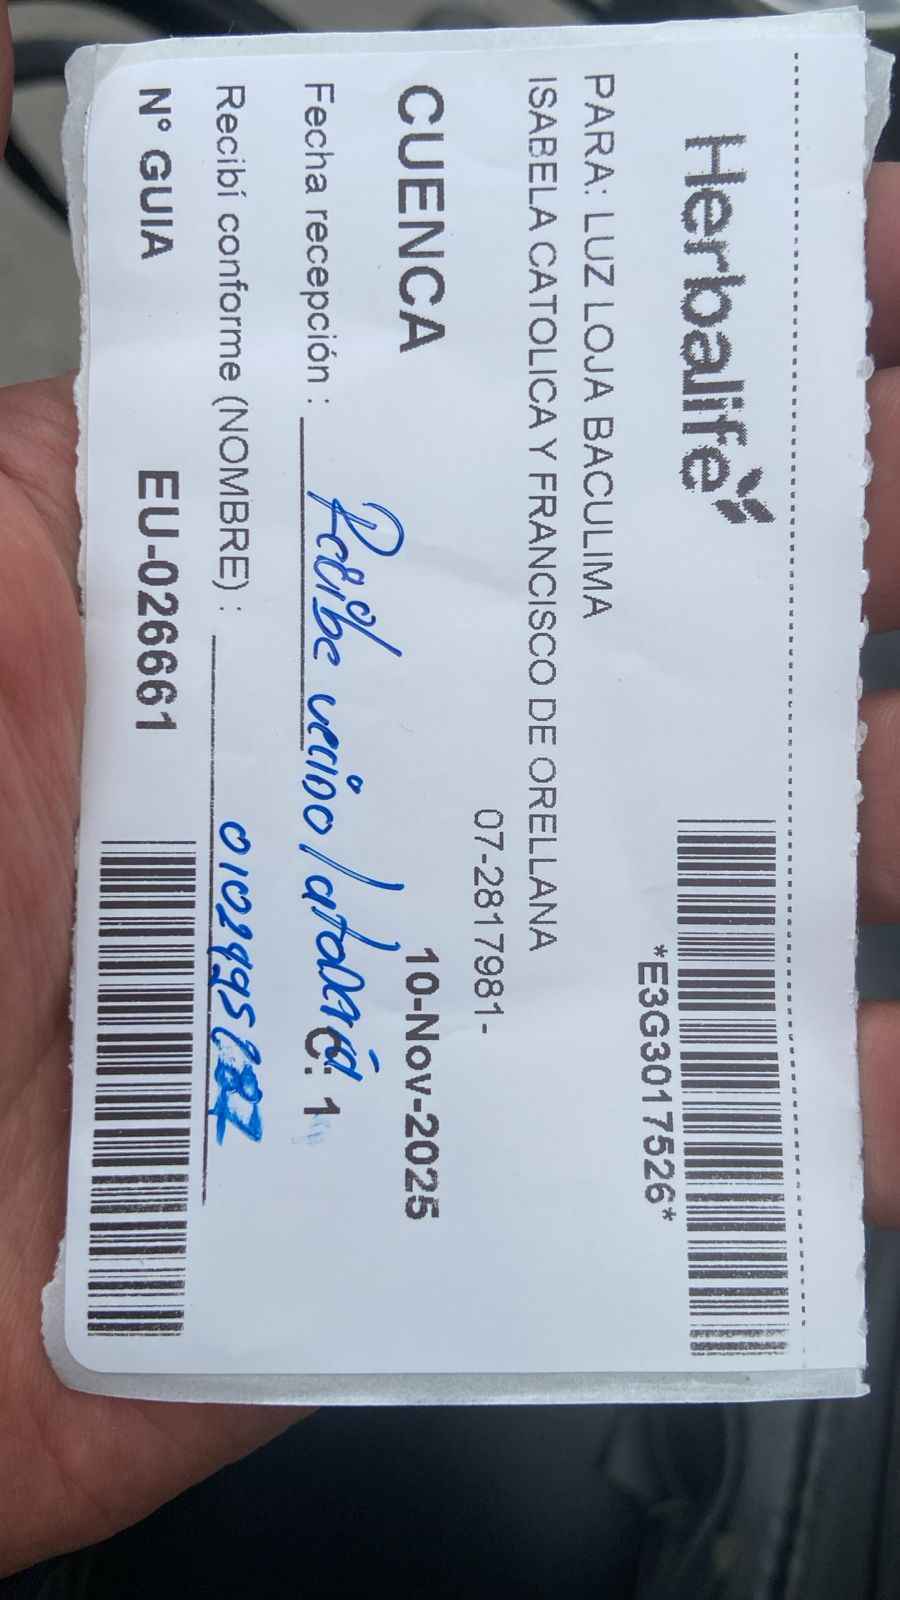 Herbalife
*E3G3017526*
PARA: LUZ LOJA BACULIMA
ISABELA CATOLICA Y FRANCISCO DE ORELLANA
07-2817981-
CUENCA 10-Nov-2025
Fecha recepción : Recibe vecino C: 1
Recibí conforme (NOMBRE) :
N° GUIA EU-026661